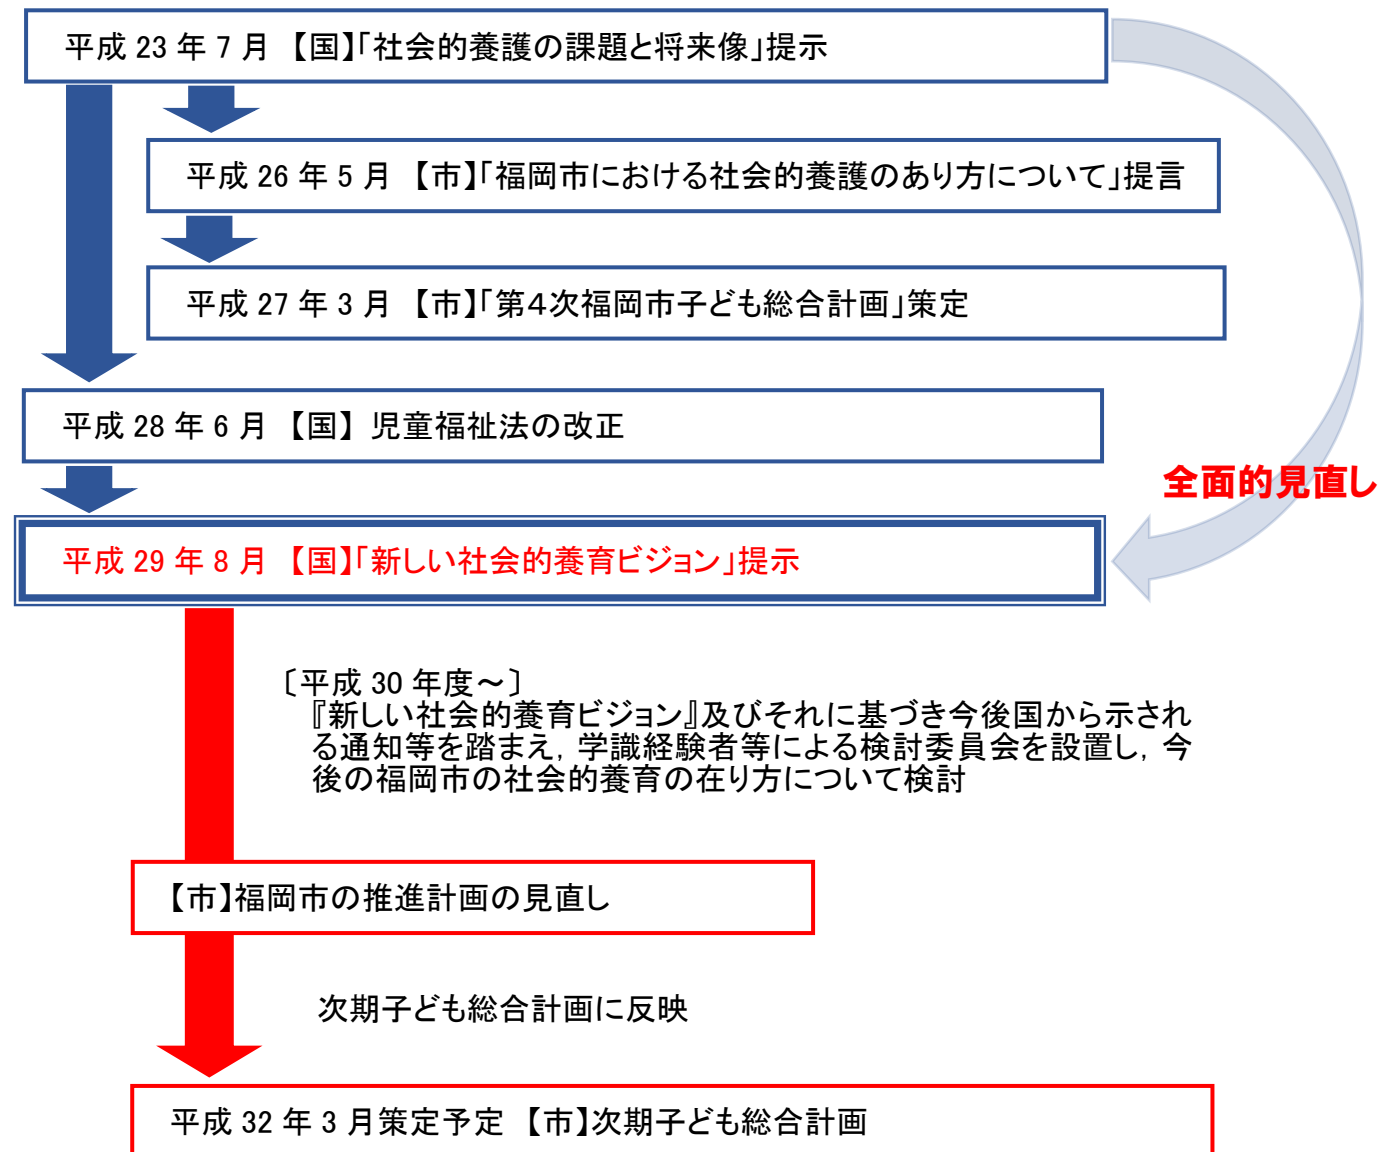 平成 23 年 7 月 【国】「社会的養護の課題と将来像」提示
平成 26 年 5 月 【市】「福岡市における社会的養護のあり方について」提言
平成 27 年 3 月 【市】「第４次福岡市子ども総合計画」策定
平成 28 年 6 月 【国】 児童福祉法の改正
全面的見直し
平成 29 年 8 月 【国】「新しい社会的養育ビジョン」提示
〔平成 30 年度～〕
『新しい社会的養育ビジョン』及びそれに基づき今後国から示され
る通知等を踏まえ，学識経験者等による検討委員会を設置し，今
後の福岡市の社会的養育の在り方について検討
【市】福岡市の推進計画の見直し
次期子ども総合計画に反映
平成 32 年 3 月策定予定 【市】次期子ども総合計画